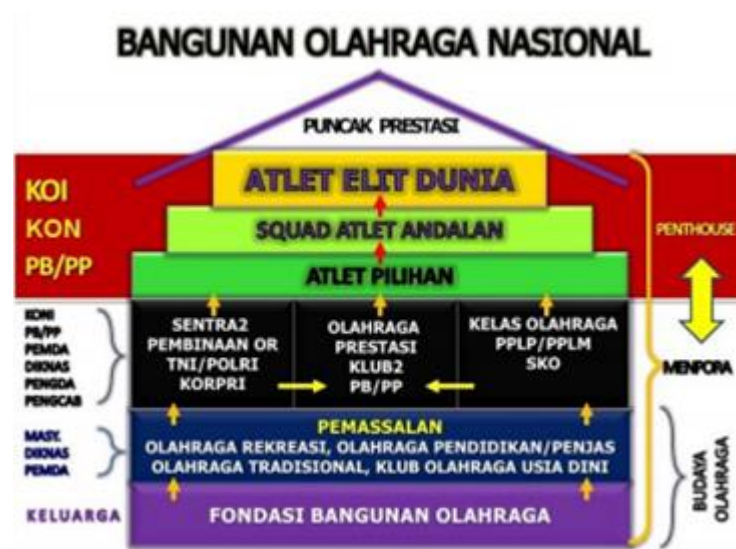 BANGUNAN OLAHRAGA NASIONAL
PUNCAK PRESTASI
KOI
KON
PB/PP
ATLET ELIT DUNIA
SQUAD ATLET ANDALAN
ATLET PILIHAN
PENTHOUSE
MENPORA
KONI
PB/PP
PEMDA
DIKNAS
PENGDA
PENGCAB
SENTRA2
PEMBINAAN OR
TNI/POLRI
KORPRI
OLAHRAGA
PRESTASI
KLUB2
PB/PP
KELAS OLAHRAGA
PPLP/PPLM
SKO
MASY.
DIKNAS
PEMDA
PEMASSALAN
OLAHRAGA REKREASI, OLAHRAGA PENDIDIKAN/PENJAS
OLAHRAGA TRADISIONAL, KLUB OLAHRAGA USIA DINI
BUDAYA
OLAHRAGA
KELUARGA
FONDASI BANGUNAN OLAHRAGA